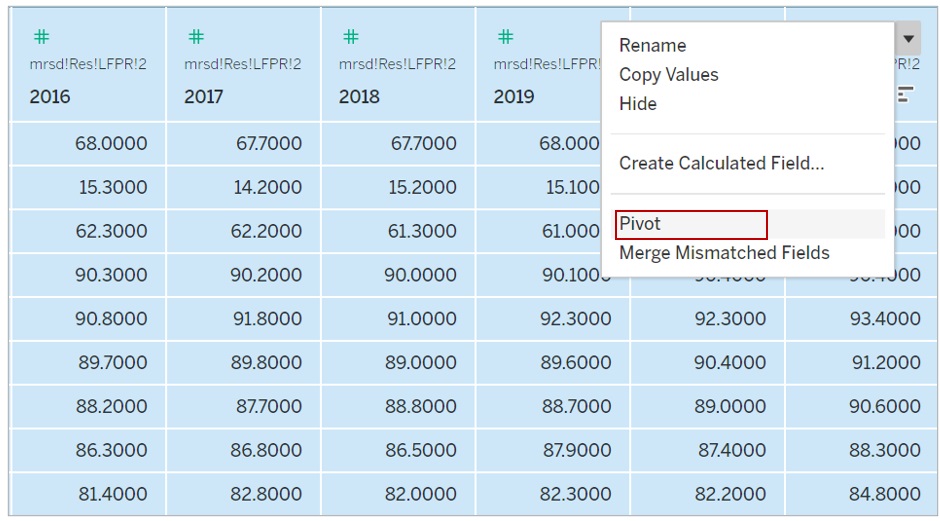 # # # #
mrsd!Res!LFPR!2 mrsd!Res!LFPR!2 mrsd!Res!LFPR!2 mrsd!Res!LFPR! PR!2
2016 2017 2018 2019
Rename
Copy Values
Hide
Create Calculated Field...
Pivot
Merge Mismatched Fields
68.0000 67.7000 67.7000 68.000 00
15.3000 14.2000 15.2000 15.100 00
62.3000 62.2000 61.3000 61.000 00
90.3000 90.2000 90.0000 90.1000
90.8000 91.8000 91.0000 92.3000 92.3000 93.4000
89.7000 89.8000 89.0000 89.6000 90.4000 91.2000
88.2000 87.7000 88.8000 88.7000 89.0000 90.6000
86.3000 86.8000 86.5000 87.9000 87.4000 88.3000
81.4000 82.8000 82.0000 82.3000 82.2000 84.8000